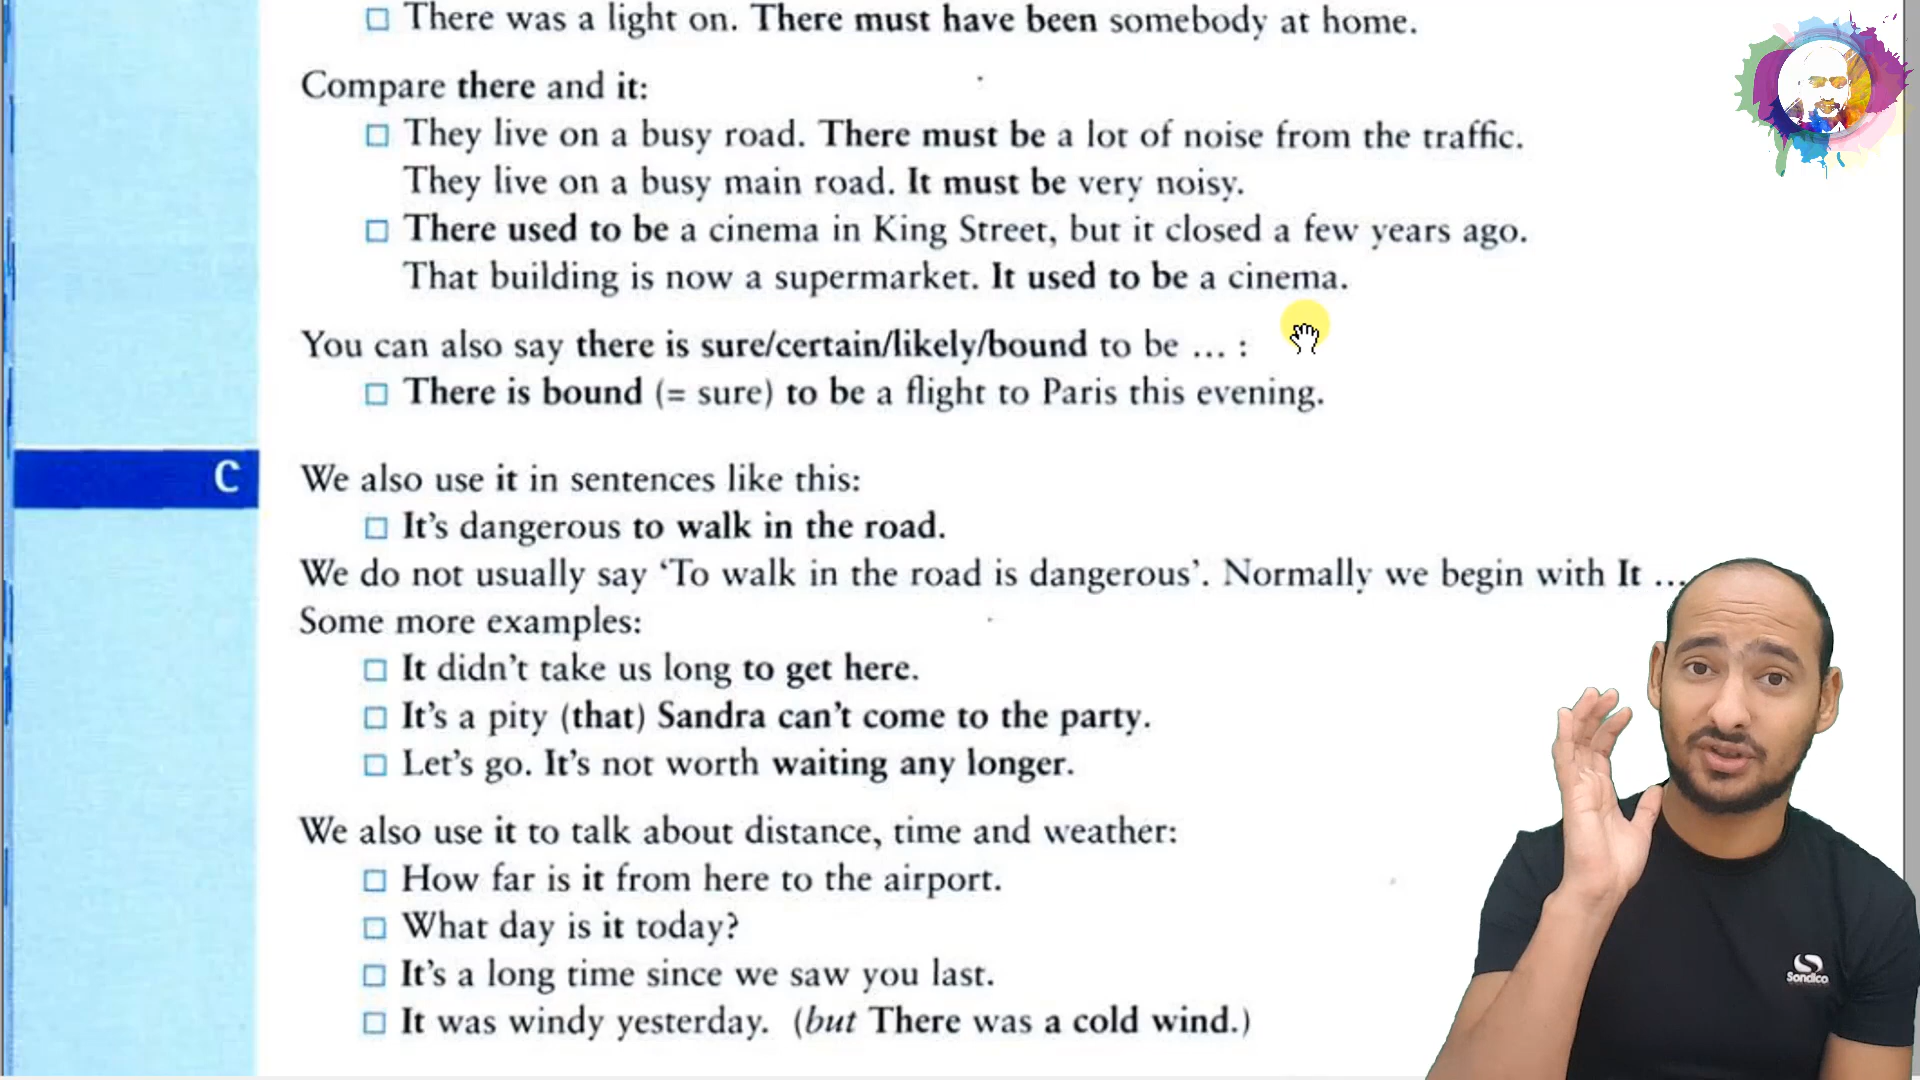 There was a light on. There must have been somebody at home.
Compare there and it:
They live on a busy road. There must be a lot of noise from the traffic.
They live on a busy main road. It must be very noisy.
There used to be a cinema in King Street, but it closed a few years ago.
That building is now a supermarket. It used to be a cinema.
You can also say there is sure/certain/likely/bound to be ... :
There is bound (= sure) to be a flight to Paris this evening.
C
We also use it in sentences like this:
It's dangerous to walk in the road.
We do not usually say ‘To walk in the road is dangerous’. Normally we begin with It ...
Some more examples:
It didn't take us long to get here.
It's a pity (that) Sandra can't come to the party.
Let's go. It's not worth waiting any longer.
We also use it to talk about distance, time and weather:
How far is it from here to the airport.
What day is it today?
It's a long time since we saw you last.
It was windy yesterday. (but There was a cold wind.)
Sondico